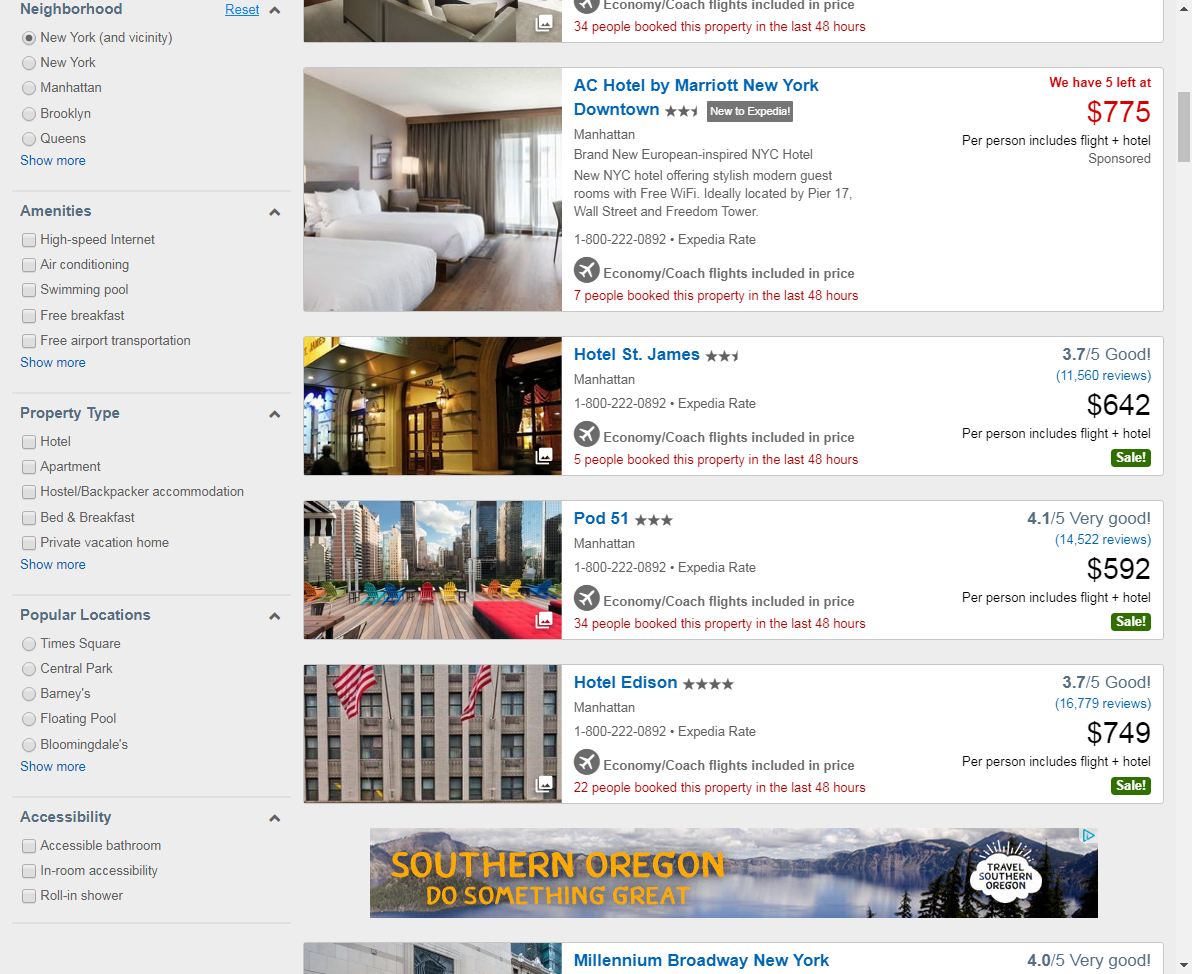 Neighborhood Reset
New York (and vicinity)
New York
Manhattan
Brooklyn
Queens
Show more
Amenities
High-speed Internet
Air conditioning
Swimming pool
Free breakfast
Free airport transportation
Show more
Property Type
Hotel
Apartment
Hostel/Backpacker accommodation
Bed & Breakfast
Private vacation home
Show more
Popular Locations
Times Square
Central Park
Barney's
Floating Pool
Bloomingdale's
Show more
Accessibility
Accessible bathroom
In-room accessibility
Roll-in shower
Economy/Coach flights included in price
34 people booked this property in the last 48 hours
AC Hotel by Marriott New York
Downtown New to Expedia!
Manhattan
Brand New European-inspired NYC Hotel
New NYC hotel offering stylish modern guest
rooms with Free WiFi. Ideally located by Pier 17,
Wall Street and Freedom Tower.
1-800-222-0892 • Expedia Rate
Economy/Coach flights included in price
7 people booked this property in the last 48 hours
We have 5 left at
$775
Per person includes flight + hotel
Sponsored
Hotel St. James
Manhattan
1-800-222-0892 • Expedia Rate
Economy/Coach flights included in price
5 people booked this property in the last 48 hours
3.7/5 Good!
(11,560 reviews)
$642
Per person includes flight + hotel
Sale!
Pod 51
Manhattan
1-800-222-0892 • Expedia Rate
Economy/Coach flights included in price
34 people booked this property in the last 48 hours
4.1/5 Very good!
(14,522 reviews)
$592
Per person includes flight + hotel
Sale!
Hotel Edison
Manhattan
1-800-222-0892 • Expedia Rate
Economy/Coach flights included in price
22 people booked this property in the last 48 hours
3.7/5 Good!
(16,779 reviews)
$749
Per person includes flight + hotel
Sale!
SOUTHERN OREGON
DO SOMETHING GREAT
TRAVEL
SOUTHERN
OREGON
Millennium Broadway New York
4.0/5 Very good!